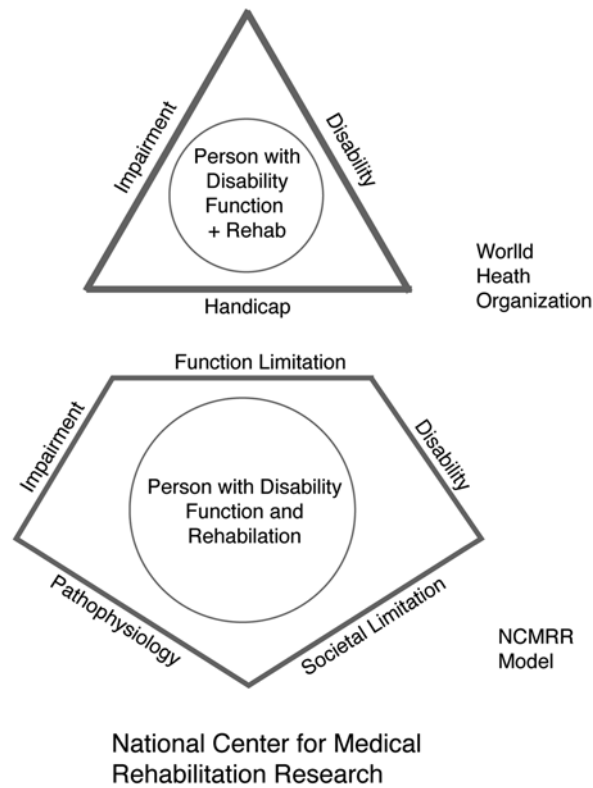 Impairment
Disability
Person with
Disability
Function
+ Rehab
Handicap
Worlld
Heath
Organization
Function Limitation
Impairment
Disability
Person with Disability
Function and
Rehabilation
Pathophysiology
Societal Limitation
NCMRR
Model
National Center for Medical
Rehabilitation Research